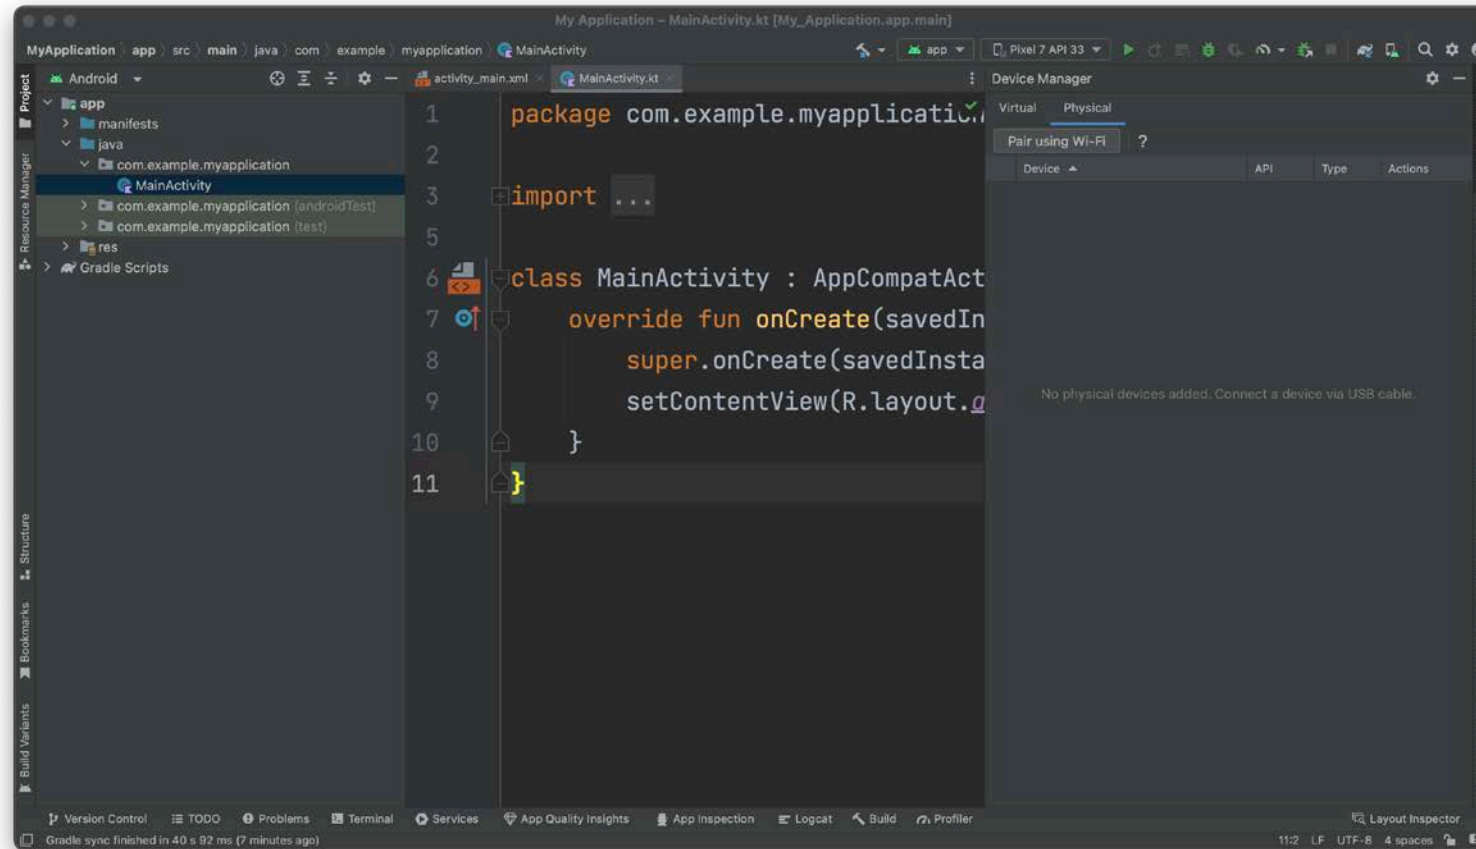 My Application – MainActivity.kt [My_Application.app.main]
MyApplication app src main java com example myapplication MainActivity app Pixel 7 API 33
Project
Resource Manager
Structure
Bookmarks
Build Variants
Android
app
manifests
java
com.example.myapplication
MainActivity
com.example.myapplication (androidTest)
com.example.myapplication (test)
res
Gradle Scripts
activity_main.xml MainActivity.kt
1 package com.example.myapplication
2
3 import ...
5
6 class MainActivity : AppCompatAct
7 override fun onCreate(savedIn
8 super.onCreate(savedInsta
9 setContentView(R.layout.a
10 }
11 }
Device Manager
Virtual Physical
Pair using Wi-Fi ?
Device API Type Actions
No physical devices added. Connect a device via USB cable.
Version Control TODO Problems Terminal Services App Quality Insights App Inspection Logcat Build Profiler Layout Inspector
Gradle sync finished in 40 s 92 ms (7 minutes ago) 11:2 LF UTF-8 4 spaces